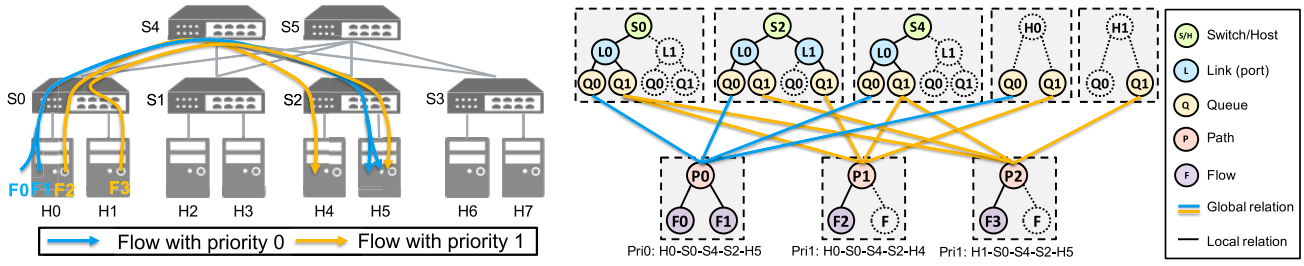 S4 S5
S0 S1 S2 S3
F0 F1 F2 F3
H0 H1 H2 H3 H4 H5 H6 H7
Flow with priority 0 Flow with priority 1
S0 S2 S4 H0 H1
L0 L1 L0 L1 L0 L1
Q0 Q1 Q0 Q1 Q0 Q1 Q0 Q1 Q0 Q1 Q0 Q1 Q0 Q1 Q0 Q1
P0 P1 P2
F0 F1 F2 F F3 F
Pri0: H0-S0-S4-S2-H5 Pri1: H0-S0-S4-S2-H4 Pri1: H1-S0-S4-S2-H5
S/H Switch/Host
L Link (port)
Q Queue
P Path
F Flow
Global relation
Local relation